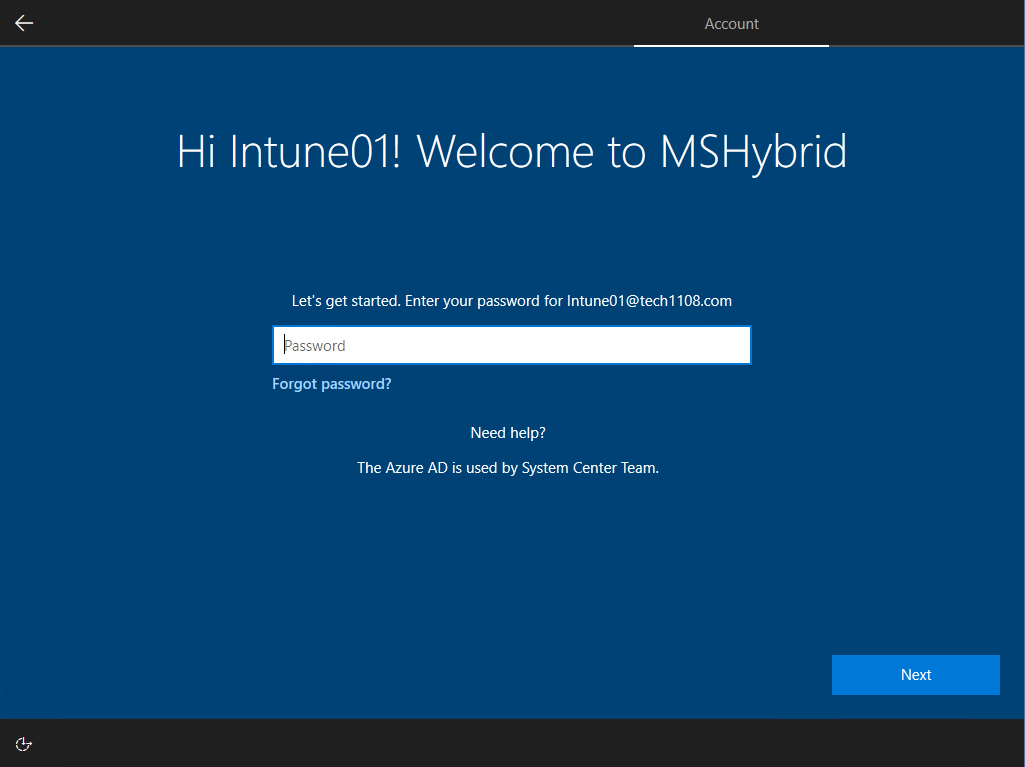 Account
Hi Intune01! Welcome to MSHybrid
Let's get started. Enter your password for Intune01@tech1108.com
Password
Forgot password?
Need help?
The Azure AD is used by System Center Team.
Next